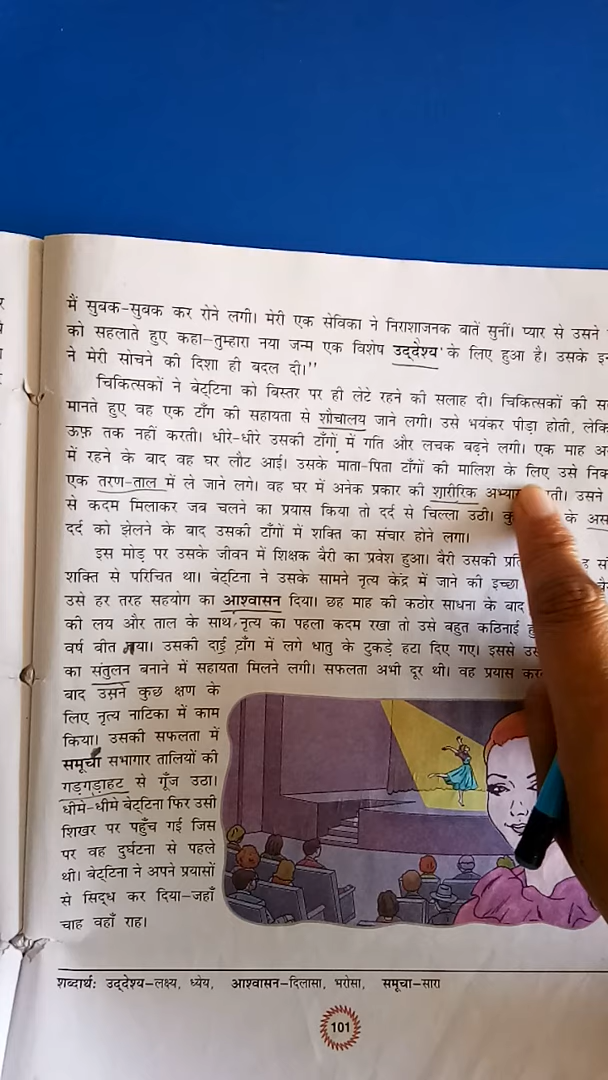 मैं सुबक-सुबक कर रोने लगी। मेरी एक सेविका ने निराशाजनक बातें सुनीं। प्यार से उसने
को सहलाते हुए कहा-तुम्हारा नया जन्म एक विशेष उद्देश्य के लिए हुआ है। उसके
ने मेरी सोचने की दिशा ही बदल दी।''
चिकित्सकों ने बेट्टिना को बिस्तर पर ही लेटे रहने की सलाह दी। चिकित्सकों की
मानते हुए वह एक टाँग की सहायता से शौचालय जाने लगी। उसे भयंकर पीड़ा होती,
ऊफ़ तक नहीं करती। धीरे-धीरे उसकी टाँगों में गति और लचक बढ़ने लगी। एक माह
में रहने के बाद वह घर लौट आई। उसके माता-पिता टाँगों की मालिश के लिए उसे
एक तरण-ताल में ले जाने लगे। वह घर में अनेक प्रकार की शारीरिक उसने
से कदम मिलाकर जब चलने का प्रयास किया तो दर्द से चिल्ला उठी। के
दर्द को झेलने के बाद उसकी टाँगों में शक्ति का संचार होने लगा।
इस मोड़ पर उसके जीवन में शिक्षक बैरी का प्रवेश हुआ। बैरी उसकी
शक्ति से परिचित था। बेट्टिना ने उसके सामने नृत्य केंद्र में जाने की इच्छा
उसे हर तरह सहयोग का आश्वासन दिया। छह माह की कठोर साधना के बाद
की लय और ताल के साथ नृत्य का पहला कदम रखा तो उसे बहुत कठिनाई
वर्ष बीत गया। उसकी दाईं टाँग में लगे धातु के टुकड़े हटा दिए गए। इससे
का संतुलन बनाने में सहायता मिलने लगी। सफलता अभी दूर थी। वह प्रयास
बाद उसने कुछ क्षण के
लिए नृत्य नाटिका में काम
किया। उसकी सफलता में
समूचा सभागार तालियों की
गड़गड़ाहट से गूँज उठा।
धीमे-धीमे बेट्टिना फिर उसी
शिखर पर पहुँच गई जिस
पर वह दुर्घटना से पहले
थी। बेट्टिना ने अपने प्रयासों
से सिद्ध कर दिया-जहाँ
चाह वहाँ राह।
शब्दार्थः उद्देश्य-लक्ष्य, ध्येय, आश्वासन-दिलासा, भरोसा, समूचा-सारा
101